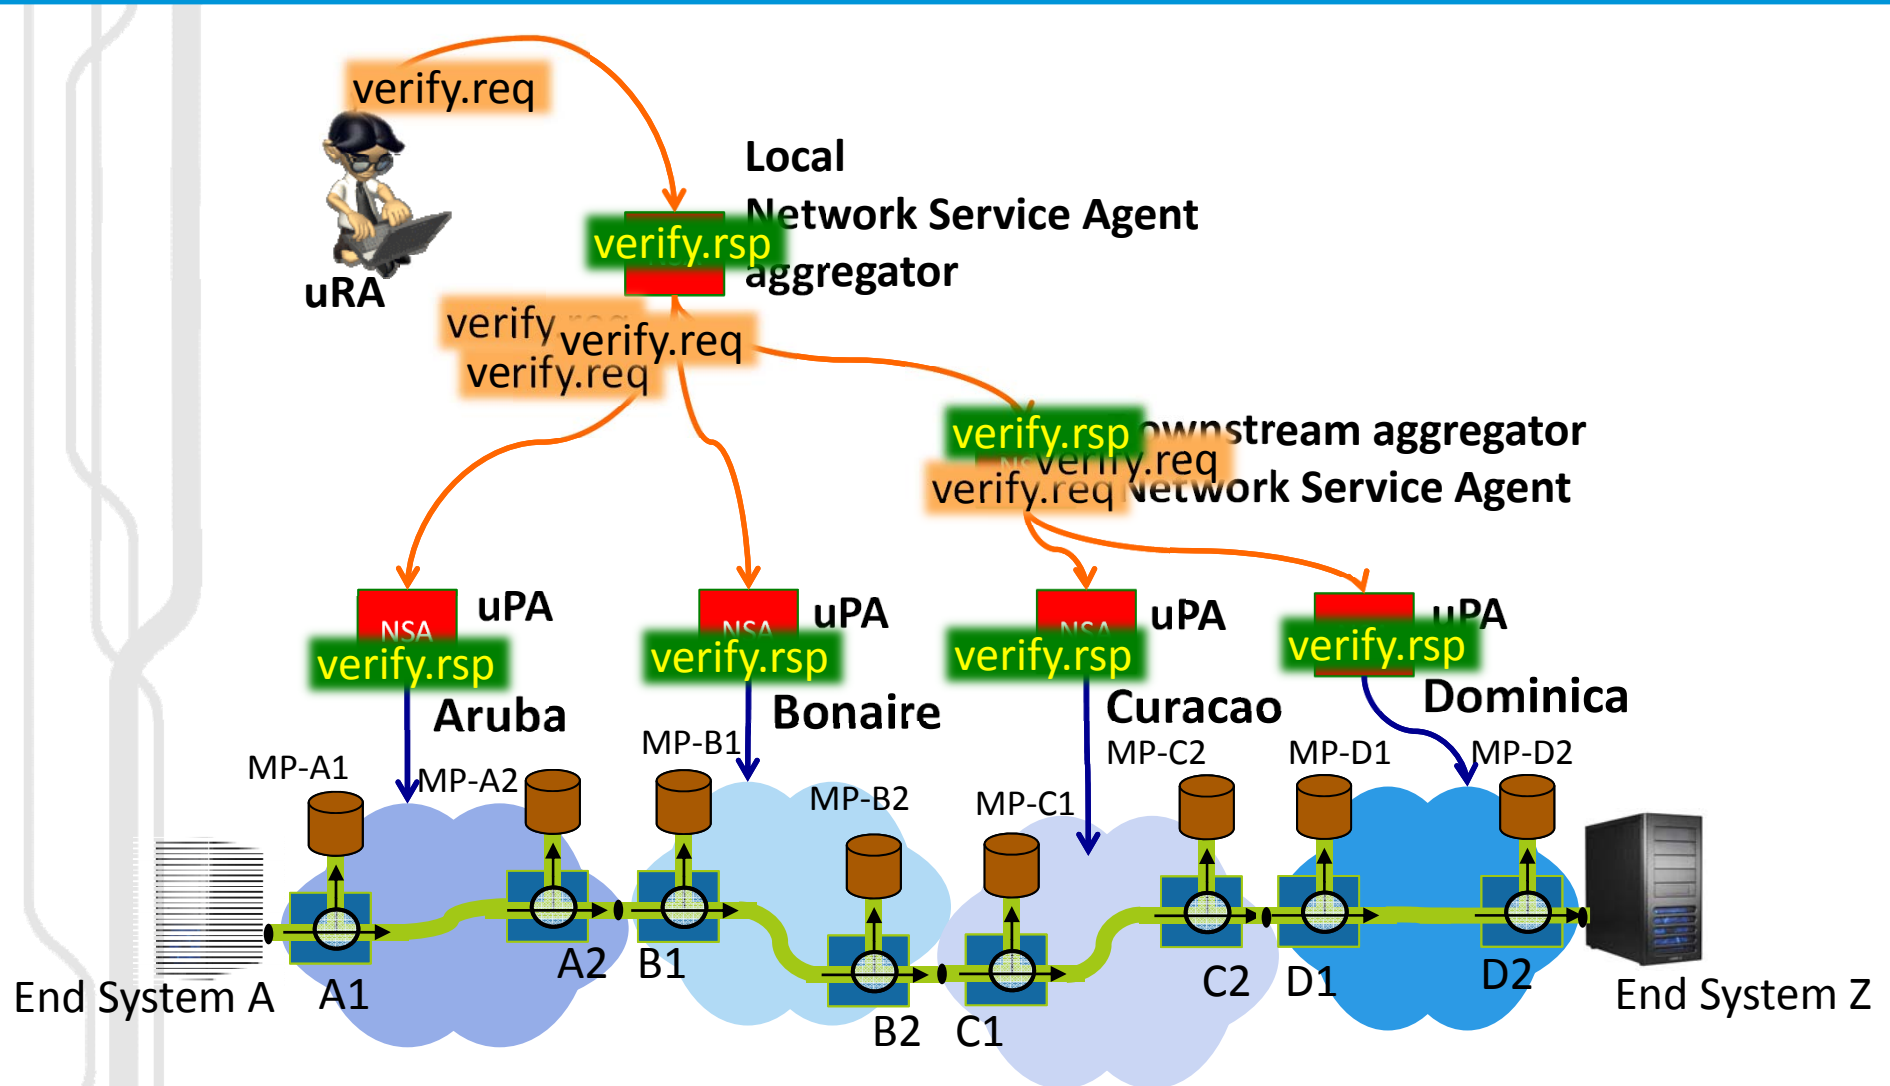 verify.req
Local
Network Service Agent
verify.rsp
aggregator
uRA
verify.req
verify.req
verify.req
verify.rsp
ownstream aggregator
verify.req
verify.req
Network Service Agent
NSA
uPA
NSA
uPA
NSA
uPA
uPA
verify.rsp
verify.rsp
verify.rsp
verify.rsp
Aruba
Bonaire
Curacao
Dominica
MP-A1
MP-A2
MP-B1
MP-B2
MP-C1
MP-C2
MP-D1
MP-D2
End System A
A1
A2
B1
B2
C1
C2
D1
D2
End System Z